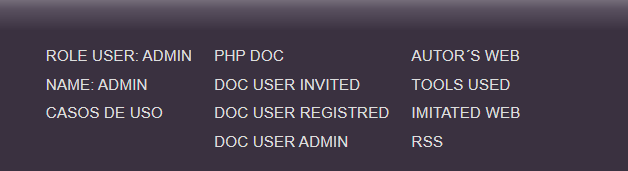 ROLE USER: ADMIN
NAME: ADMIN
CASOS DE USO
PHP DOC
DOC USER INVITED
DOC USER REGISTRED
DOC USER ADMIN
AUTOR´S WEB
TOOLS USED
IMITATED WEB
RSS